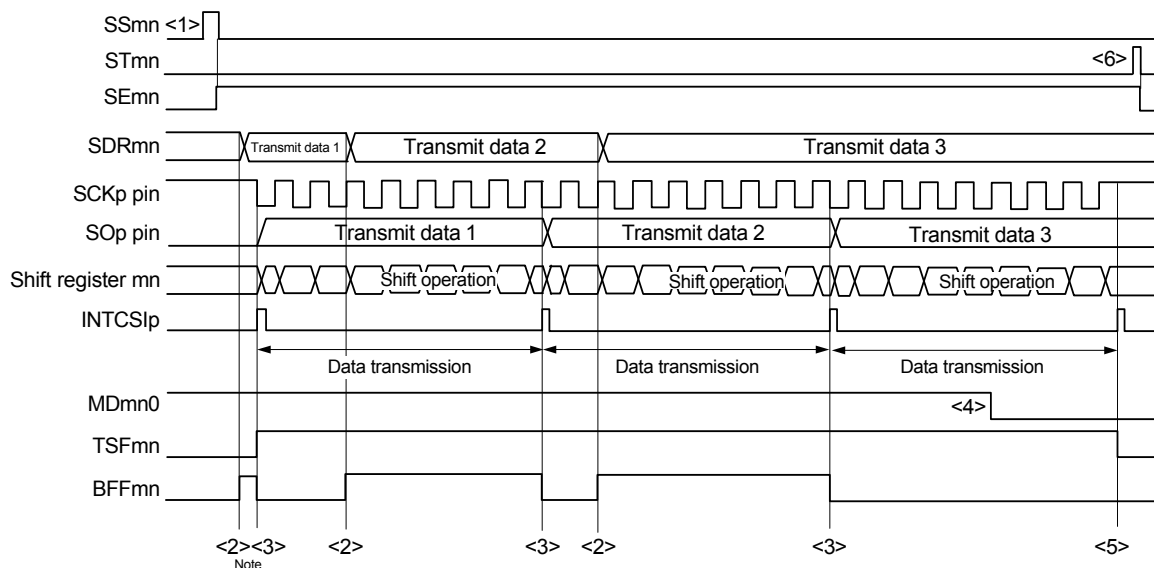 SSmn <1>
STmn <6>
SEmn
SDRmn Transmit data 1 Transmit data 2 Transmit data 3
SCKp pin
SOp pin Transmit data 1 Transmit data 2 Transmit data 3
Shift register mn Shift operation Shift operation Shift operation
INTCSIp
Data transmission Data transmission Data transmission
MDmn0 <4>
TSFmn
BFFmn
<2> <3> <2> <3> <2> <3> <5>
Note